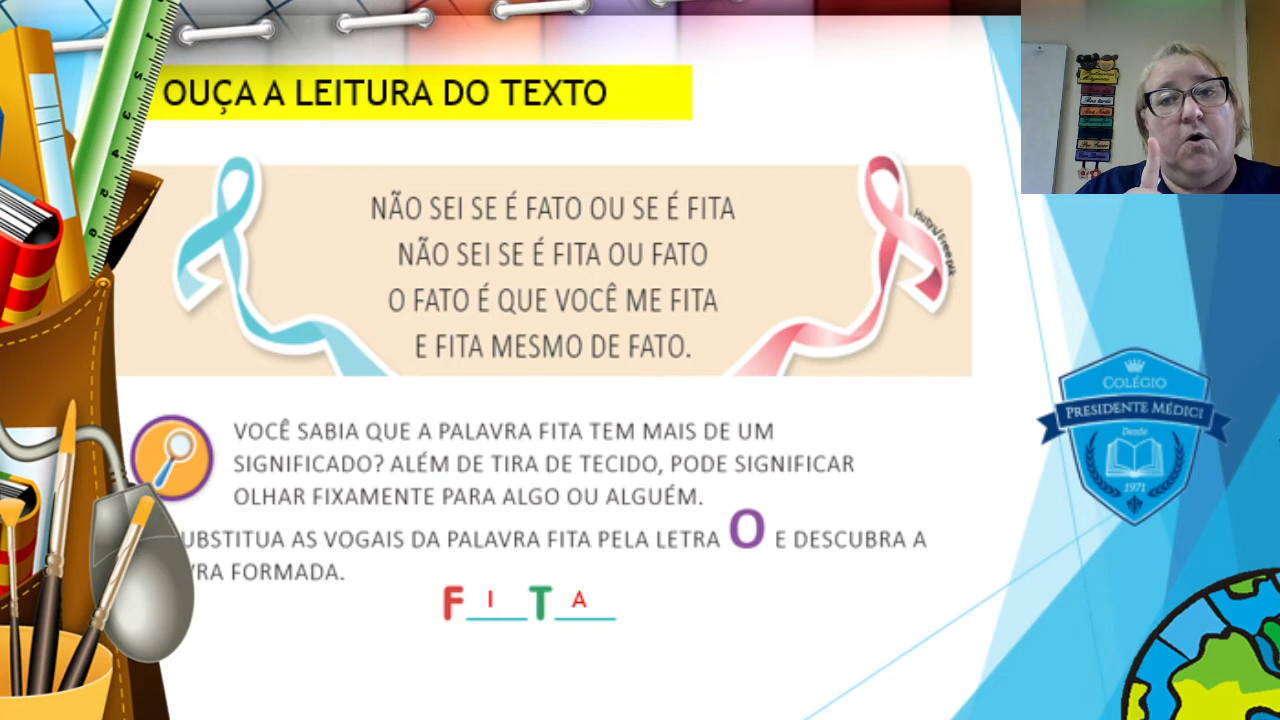 OUÇA A LEITURA DO TEXTO
NÃO SEI SE É FATO OU SE É FITA
NÃO SEI SE É FITA OU FATO
O FATO É QUE VOCÊ ME FITA
E FITA MESMO DE FATO.
Hubyi/Freepik
VOCÊ SABIA QUE A PALAVRA FITA TEM MAIS DE UM
SIGNIFICADO? ALÉM DE TIRA DE TECIDO, PODE SIGNIFICAR
OLHAR FIXAMENTE PARA ALGO OU ALGUÉM.
UBSTITUA AS VOGAIS DA PALAVRA FITA PELA LETRA O E DESCUBRA A
VRA FORMADA.
F I T A
COLÉGIO
PRESIDENTE MÉDICI
Desde
1971